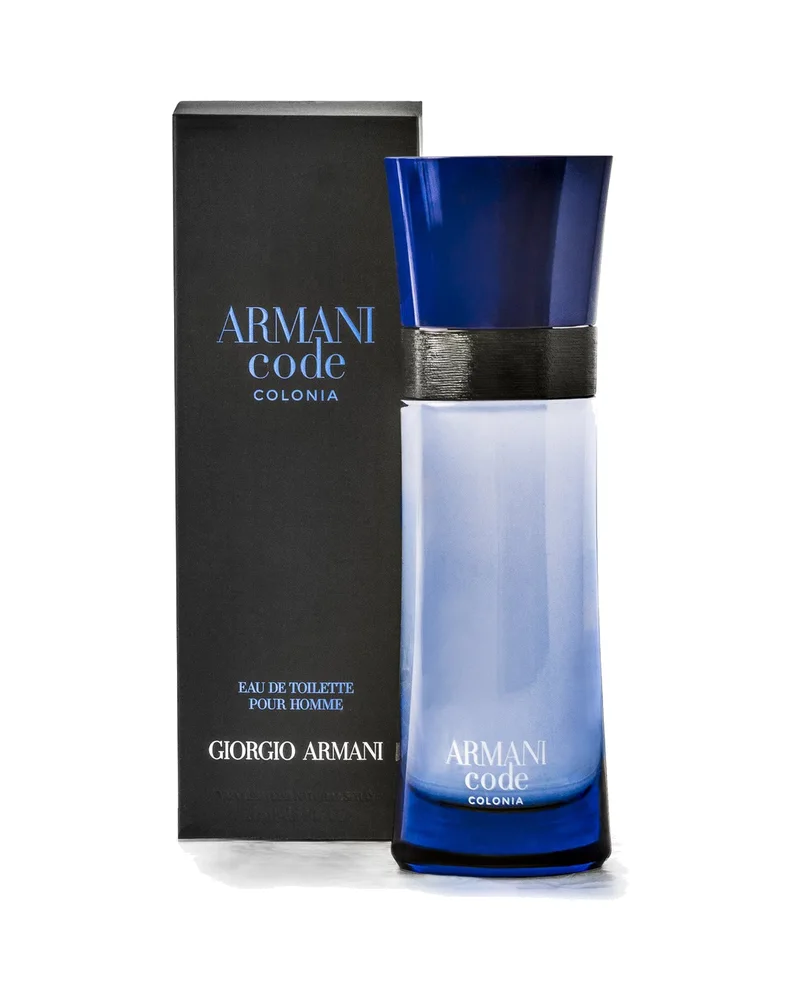 ARMANI
code
COLONIA
EAU DE TOILETTE
POUR HOMME
GIORGIO ARMANI
ARMANI
code
COLONIA